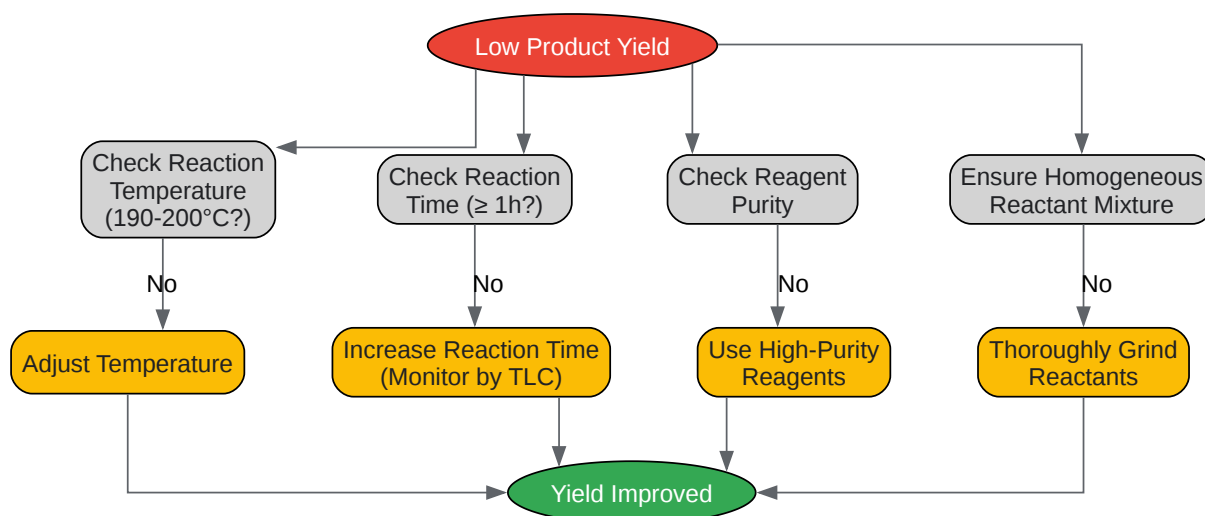 Low Product Yield
Check Reaction
Temperature
(190-200°C?)
Check Reaction
Time (≥ 1h?)
Check Reagent
Purity
Ensure Homogeneous
Reactant Mixture
No
No
No
No
Adjust Temperature
Increase Reaction Time
(Monitor by TLC)
Use High-Purity
Reagents
Thoroughly Grind
Reactants
Yield Improved